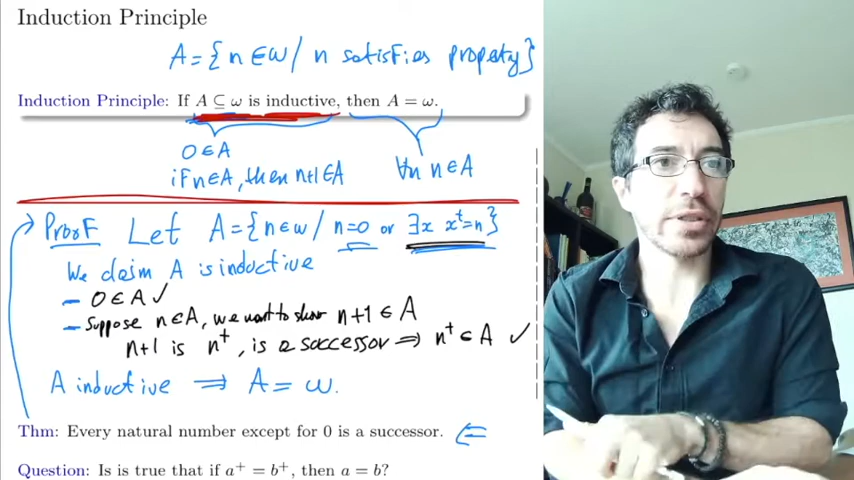 Induction Principle
A = {n ∈ ω / n satisfies property}
Induction Principle: If A ⊆ ω is inductive, then A = ω.
0 ∈ A
if n ∈ A, then n+1 ∈ A
∀n n ∈ A
Proof Let A = {n ∈ ω / n=0 or ∃x x⁺=n}
We claim A is inductive
- 0 ∈ A ✓
- Suppose n ∈ A, we want to show n+1 ∈ A
n+1 is n⁺, is a successor ⇒ n⁺ ∈ A ✓
A inductive ⇒ A = ω.
Thm: Every natural number except for 0 is a successor. ⇐
Question: Is is true that if a⁺ = b⁺, then a = b?